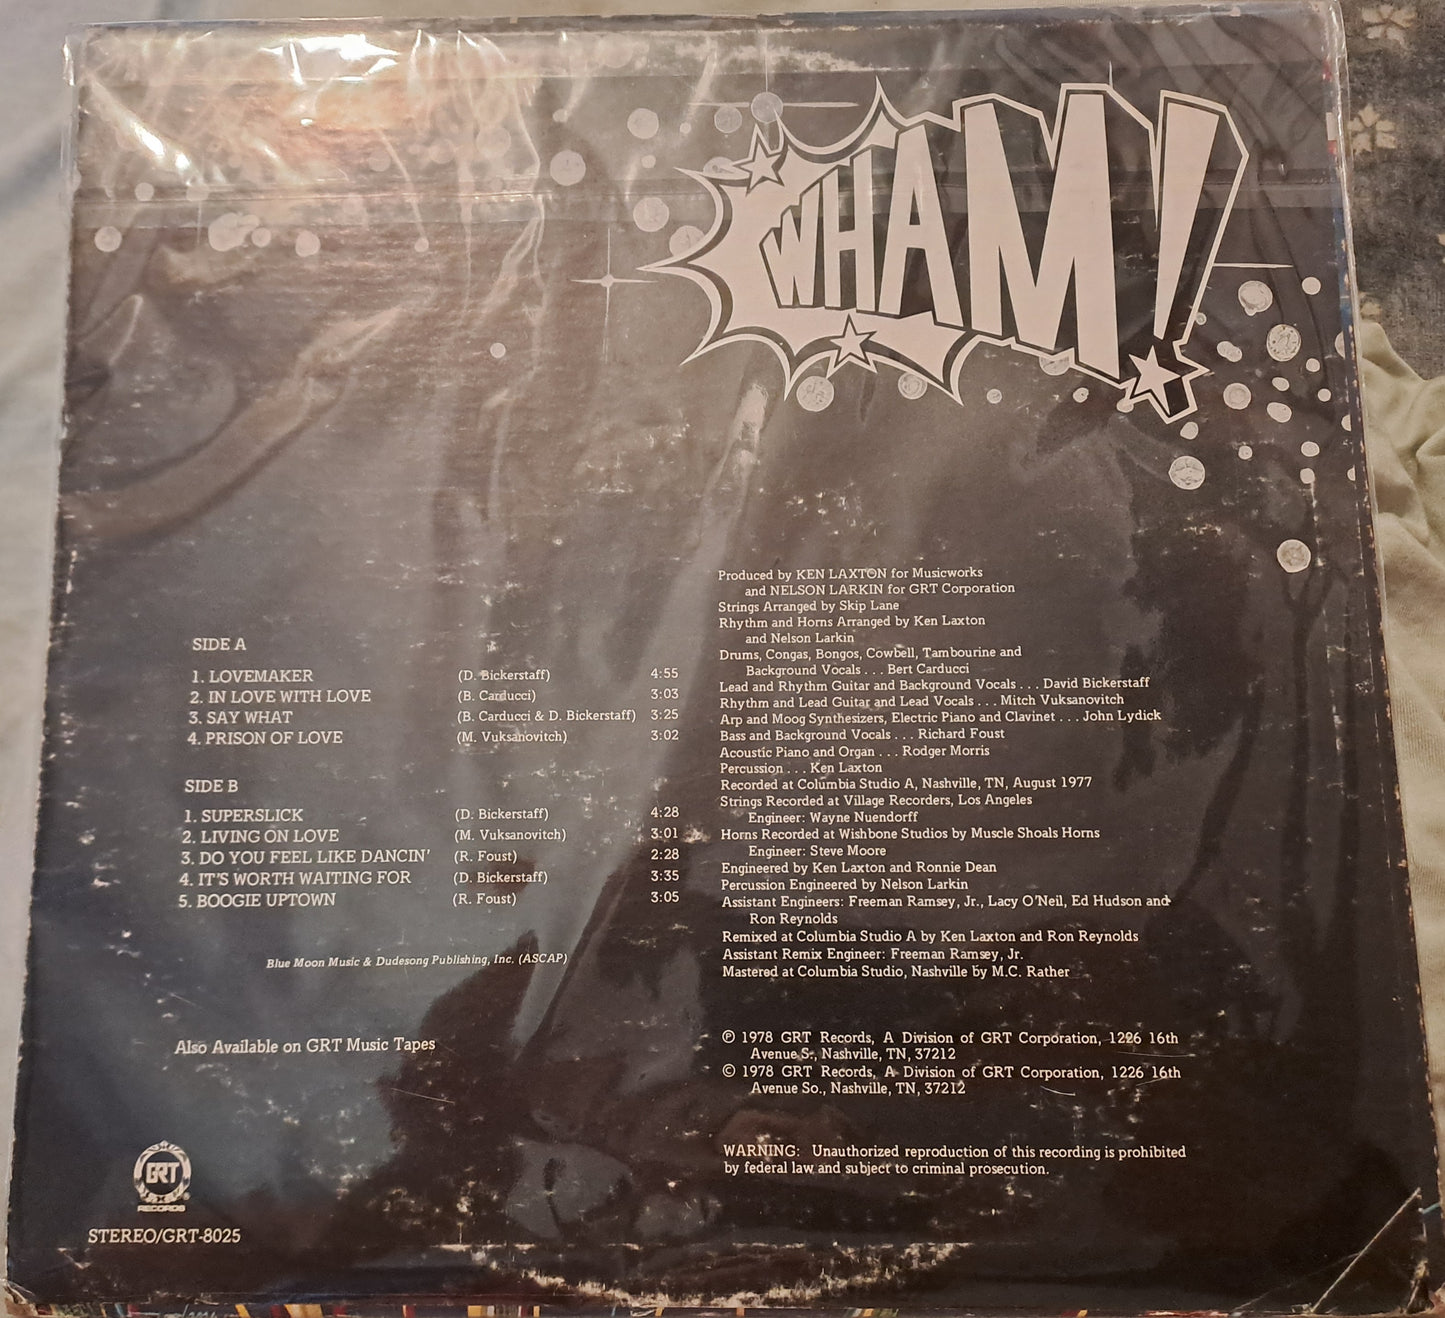 WHAM!
SIDE A
1. LOVEMAKER (D. Bickerstaff) 4:55
2. IN LOVE WITH LOVE (B. Carducci) 3:03
3. SAY WHAT (B. Carducci & D. Bickerstaff) 3:25
4. PRISON OF LOVE (M. Vuksanovitch) 3:02
SIDE B
1. SUPERSLICK (D. Bickerstaff) 4:28
2. LIVING ON LOVE (M. Vuksanovitch) 3:01
3. DO YOU FEEL LIKE DANCIN' (R. Foust) 2:28
4. IT'S WORTH WAITING FOR (D. Bickerstaff) 3:35
5. BOOGIE UPTOWN (R. Foust) 3:05
Blue Moon Music & Dudesong Publishing, Inc. (ASCAP)
Also Available on GRT Music Tapes
GRT
RECORDS
STEREO/GRT-8025
Produced by KEN LAXTON for Musicworks
and NELSON LARKIN for GRT Corporation
Strings Arranged by Skip Lane
Rhythm and Horns Arranged by Ken Laxton
and Nelson Larkin
Drums, Congas, Bongos, Cowbell, Tambourine and
Background Vocals . . . Bert Carducci
Lead and Rhythm Guitar and Background Vocals . . . David Bickerstaff
Rhythm and Lead Guitar and Lead Vocals . . . Mitch Vuksanovitch
Arp and Moog Synthesizers, Electric Piano and Clavinet . . . John Lydick
Bass and Background Vocals . . . Richard Foust
Acoustic Piano and Organ . . . Rodger Morris
Percussion . . . Ken Laxton
Recorded at Columbia Studio A, Nashville, TN, August 1977
Strings Recorded at Village Recorders, Los Angeles
Engineer: Wayne Nuendorff
Horns Recorded at Wishbone Studios by Muscle Shoals Horns
Engineer: Steve Moore
Engineered by Ken Laxton and Ronnie Dean
Percussion Engineered by Nelson Larkin
Assistant Engineers: Freeman Ramsey, Jr., Lacy O'Neil, Ed Hudson and
Ron Reynolds
Remixed at Columbia Studio A by Ken Laxton and Ron Reynolds
Assistant Remix Engineer: Freeman Ramsey, Jr.
Mastered at Columbia Studio, Nashville by M.C. Rather
℗ 1978 GRT Records, A Division of GRT Corporation, 1226 16th
Avenue S., Nashville, TN, 37212
© 1978 GRT Records, A Division of GRT Corporation, 1226 16th
Avenue So., Nashville, TN, 37212
WARNING: Unauthorized reproduction of this recording is prohibited
by federal law and subject to criminal prosecution.